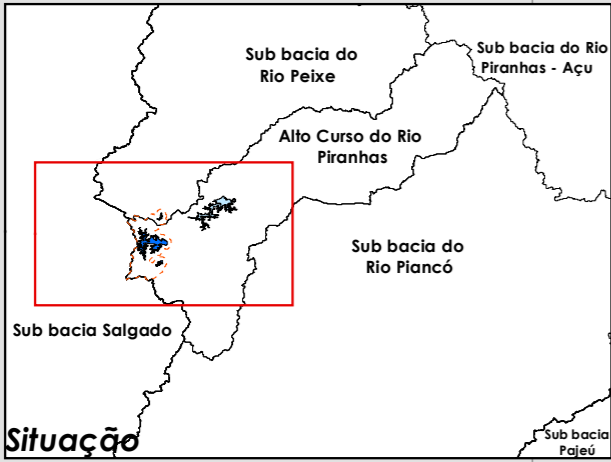 Sub bacia do
Rio Peixe
Sub bacia do Rio
Piranhas - Açu
Alto Curso do Rio
Piranhas
Sub bacia do
Rio Piancó
Sub bacia Salgado
Situação
Sub bacia
Pajeú